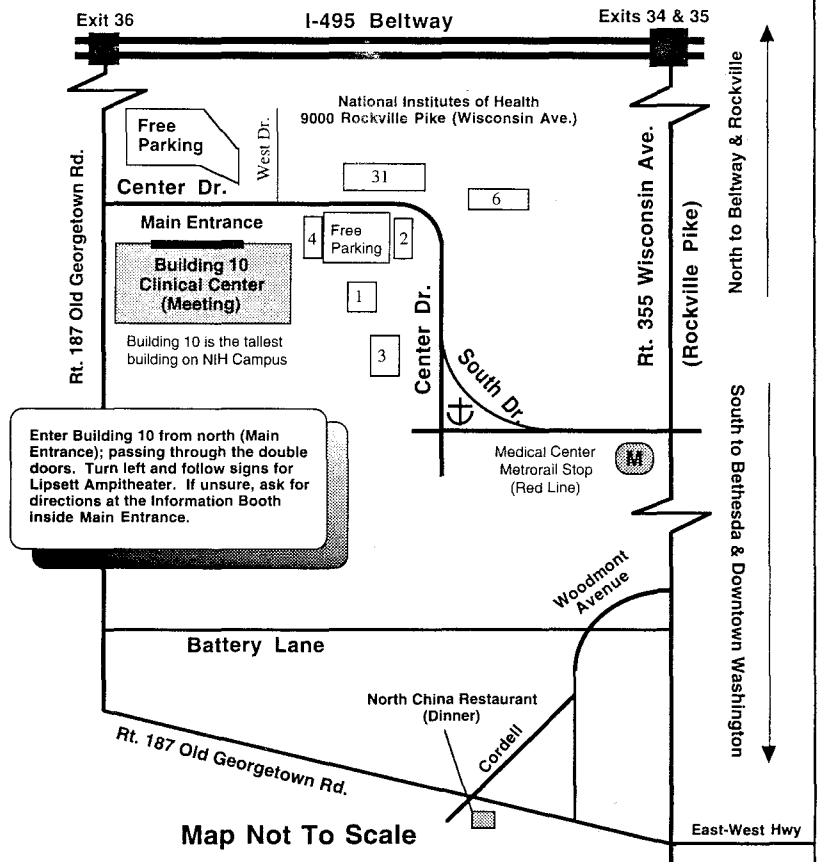 Exit 36
I-495 Beltway
Exits 34 & 35
National Institutes of Health
9000 Rockville Pike (Wisconsin Ave.)
Free
Parking
West Dr.
Center Dr.
31
6
Main Entrance
4
Free
Parking
2
Building 10
Clinical Center
(Meeting)
1
Building 10 is the tallest
building on NIH Campus
3
Center Dr.
South Dr.
Rt. 187 Old Georgetown Rd.
Rt. 355 Wisconsin Ave.
(Rockville Pike)
North to Beltway & Rockville
South to Bethesda & Downtown Washington
Enter Building 10 from north (Main
Entrance); passing through the double
doors. Turn left and follow signs for
Lipsett Ampitheater. If unsure, ask for
directions at the Information Booth
inside Main Entrance.
Medical Center
Metrorail Stop
(Red Line)
M
Woodmont
Avenue
Battery Lane
North China Restaurant
(Dinner)
Cordell
Rt. 187 Old Georgetown Rd.
Map Not To Scale
East-West Hwy